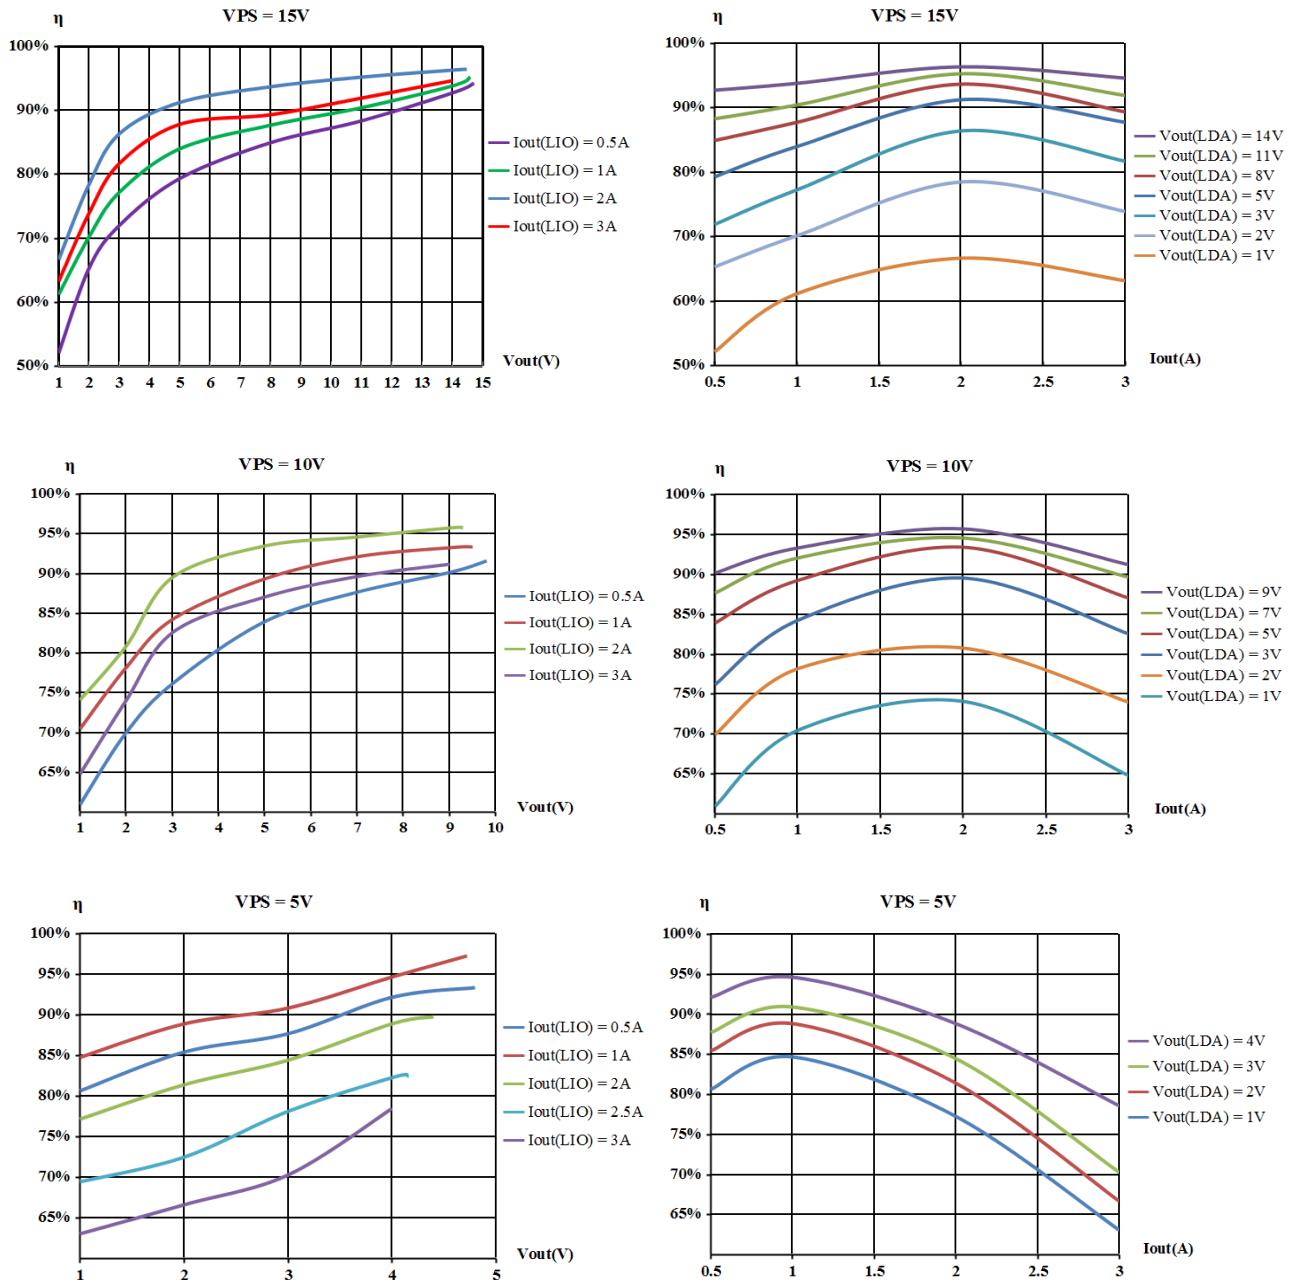 η
VPS = 15V
100%
90%
80%
70%
60%
50%
1 2 3 4 5 6 7 8 9 10 11 12 13 14 15
Vout(V)
Iout(LIO) = 0.5A
Iout(LIO) = 1A
Iout(LIO) = 2A
Iout(LIO) = 3A
η
VPS = 15V
100%
90%
80%
70%
60%
50%
0.5 1 1.5 2 2.5 3
Iout(A)
Vout(LDA) = 14V
Vout(LDA) = 11V
Vout(LDA) = 8V
Vout(LDA) = 5V
Vout(LDA) = 3V
Vout(LDA) = 2V
Vout(LDA) = 1V
η
VPS = 10V
100%
95%
90%
85%
80%
75%
70%
65%
1 2 3 4 5 6 7 8 9 10
Vout(V)
Iout(LIO) = 0.5A
Iout(LIO) = 1A
Iout(LIO) = 2A
Iout(LIO) = 3A
η
VPS = 10V
100%
95%
90%
85%
80%
75%
70%
65%
0.5 1 1.5 2 2.5 3
Iout(A)
Vout(LDA) = 9V
Vout(LDA) = 7V
Vout(LDA) = 5V
Vout(LDA) = 3V
Vout(LDA) = 2V
Vout(LDA) = 1V
η
VPS = 5V
100%
95%
90%
85%
80%
75%
70%
65%
1 2 3 4 5
Vout(V)
Iout(LIO) = 0.5A
Iout(LIO) = 1A
Iout(LIO) = 2A
Iout(LIO) = 2.5A
Iout(LIO) = 3A
η
VPS = 5V
100%
95%
90%
85%
80%
75%
70%
65%
0.5 1 1.5 2 2.5 3
Iout(A)
Vout(LDA) = 4V
Vout(LDA) = 3V
Vout(LDA) = 2V
Vout(LDA) = 1V